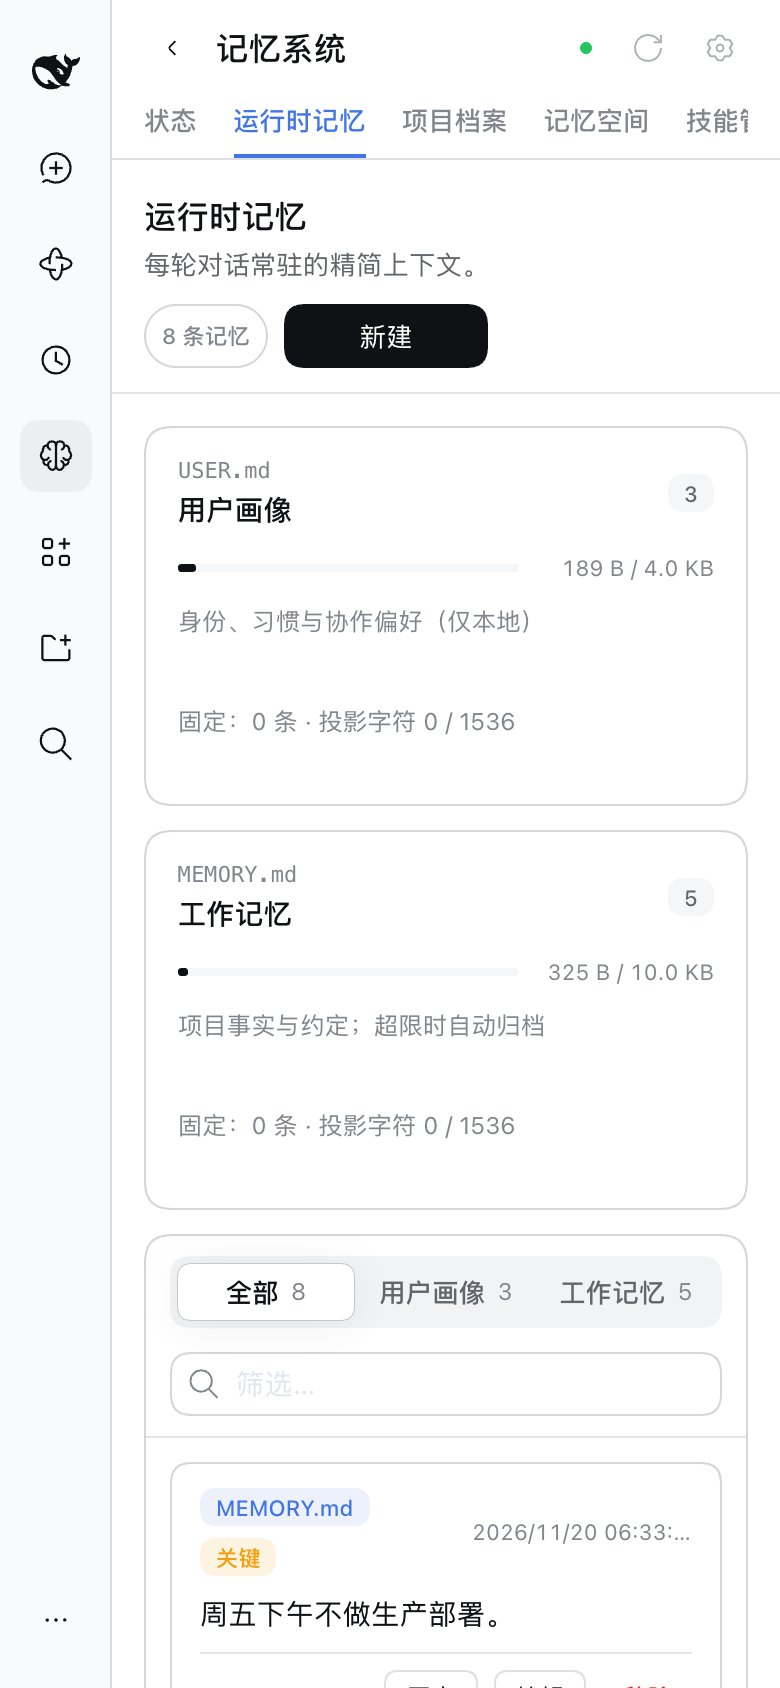 记忆系统
状态 运行时记忆 项目档案 记忆空间 技能
运行时记忆
每轮对话常驻的精简上下文。
8 条记忆 新建
USER.md
用户画像
3
189 B / 4.0 KB
身份、习惯与协作偏好（仅本地）
固定：0 条 · 投影字符 0 / 1536
MEMORY.md
工作记忆
5
325 B / 10.0 KB
项目事实与约定；超限时自动归档
固定：0 条 · 投影字符 0 / 1536
全部 8 用户画像 3 工作记忆 5
筛选...
MEMORY.md
2026/11/20 06:33:...
关键
周五下午不做生产部署。